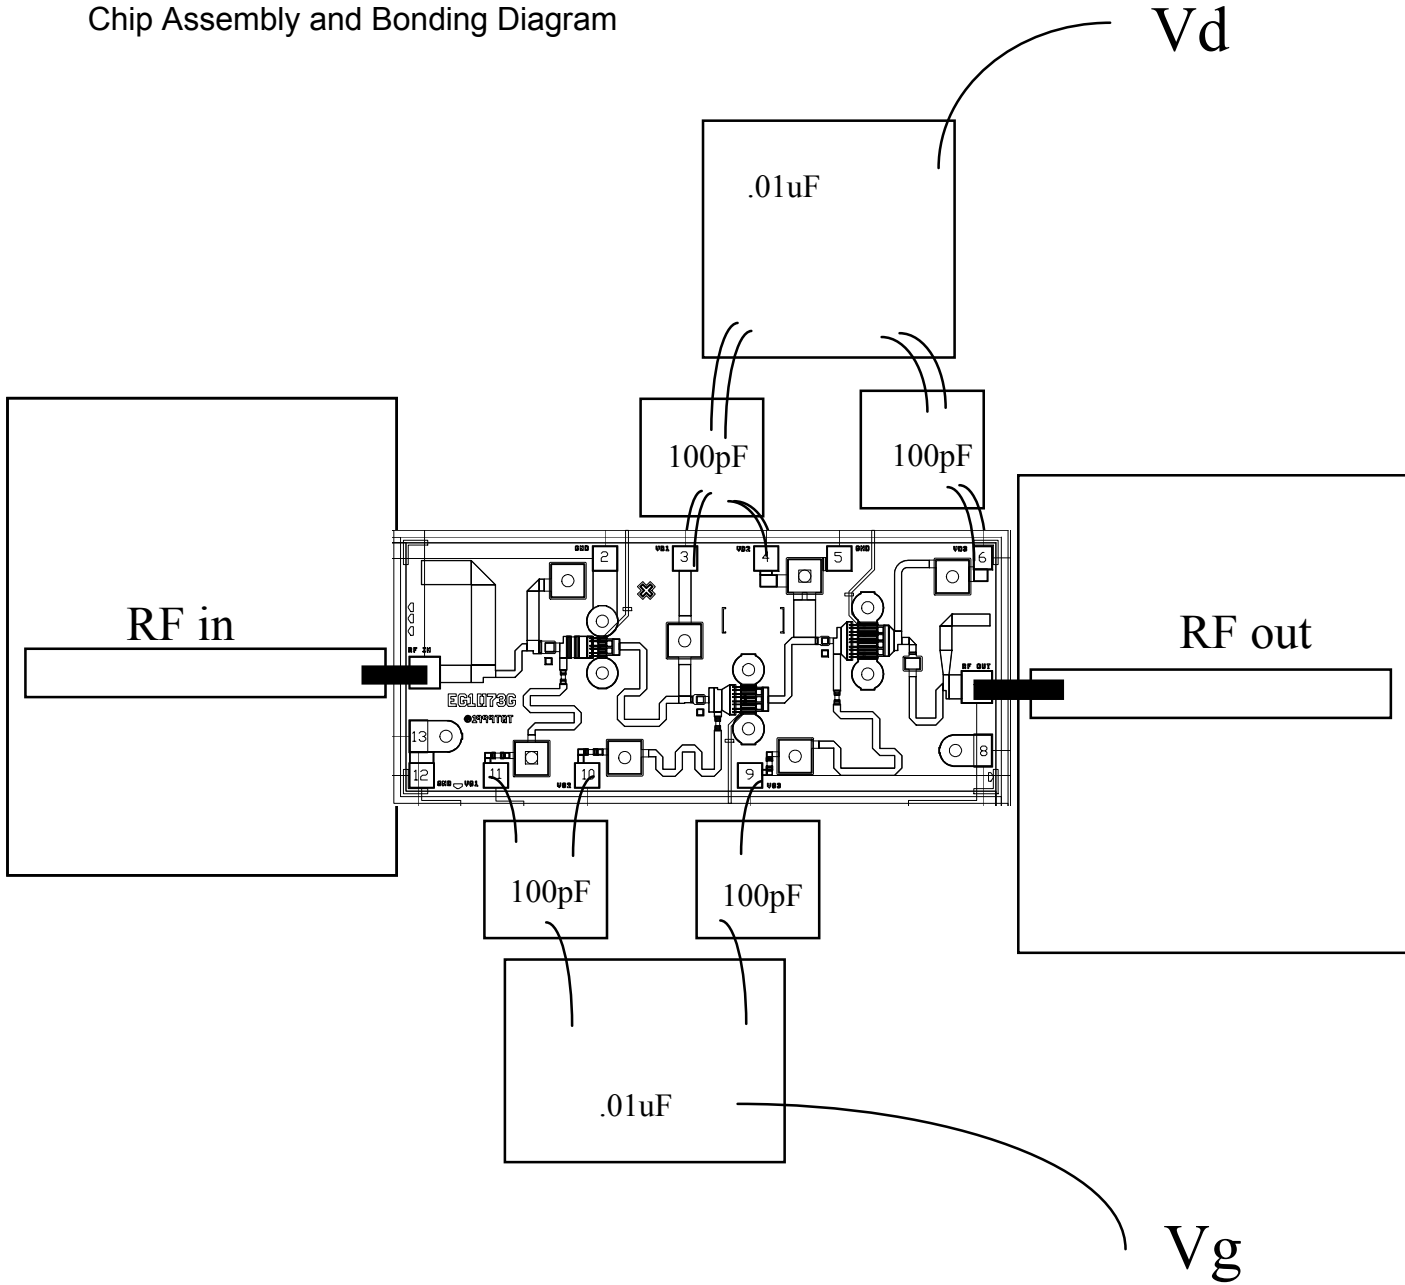 Chip Assembly and Bonding Diagram
Vd
.01uF
100pF
100pF
GND 2
VD1 3
VD2 4
5 GND
VD3 6
RF in
RF out
RF IN
RF OUT
EG1073G
13
8
12 GND
VG1 11
VG2 10
9 VG3
100pF
100pF
.01uF
Vg